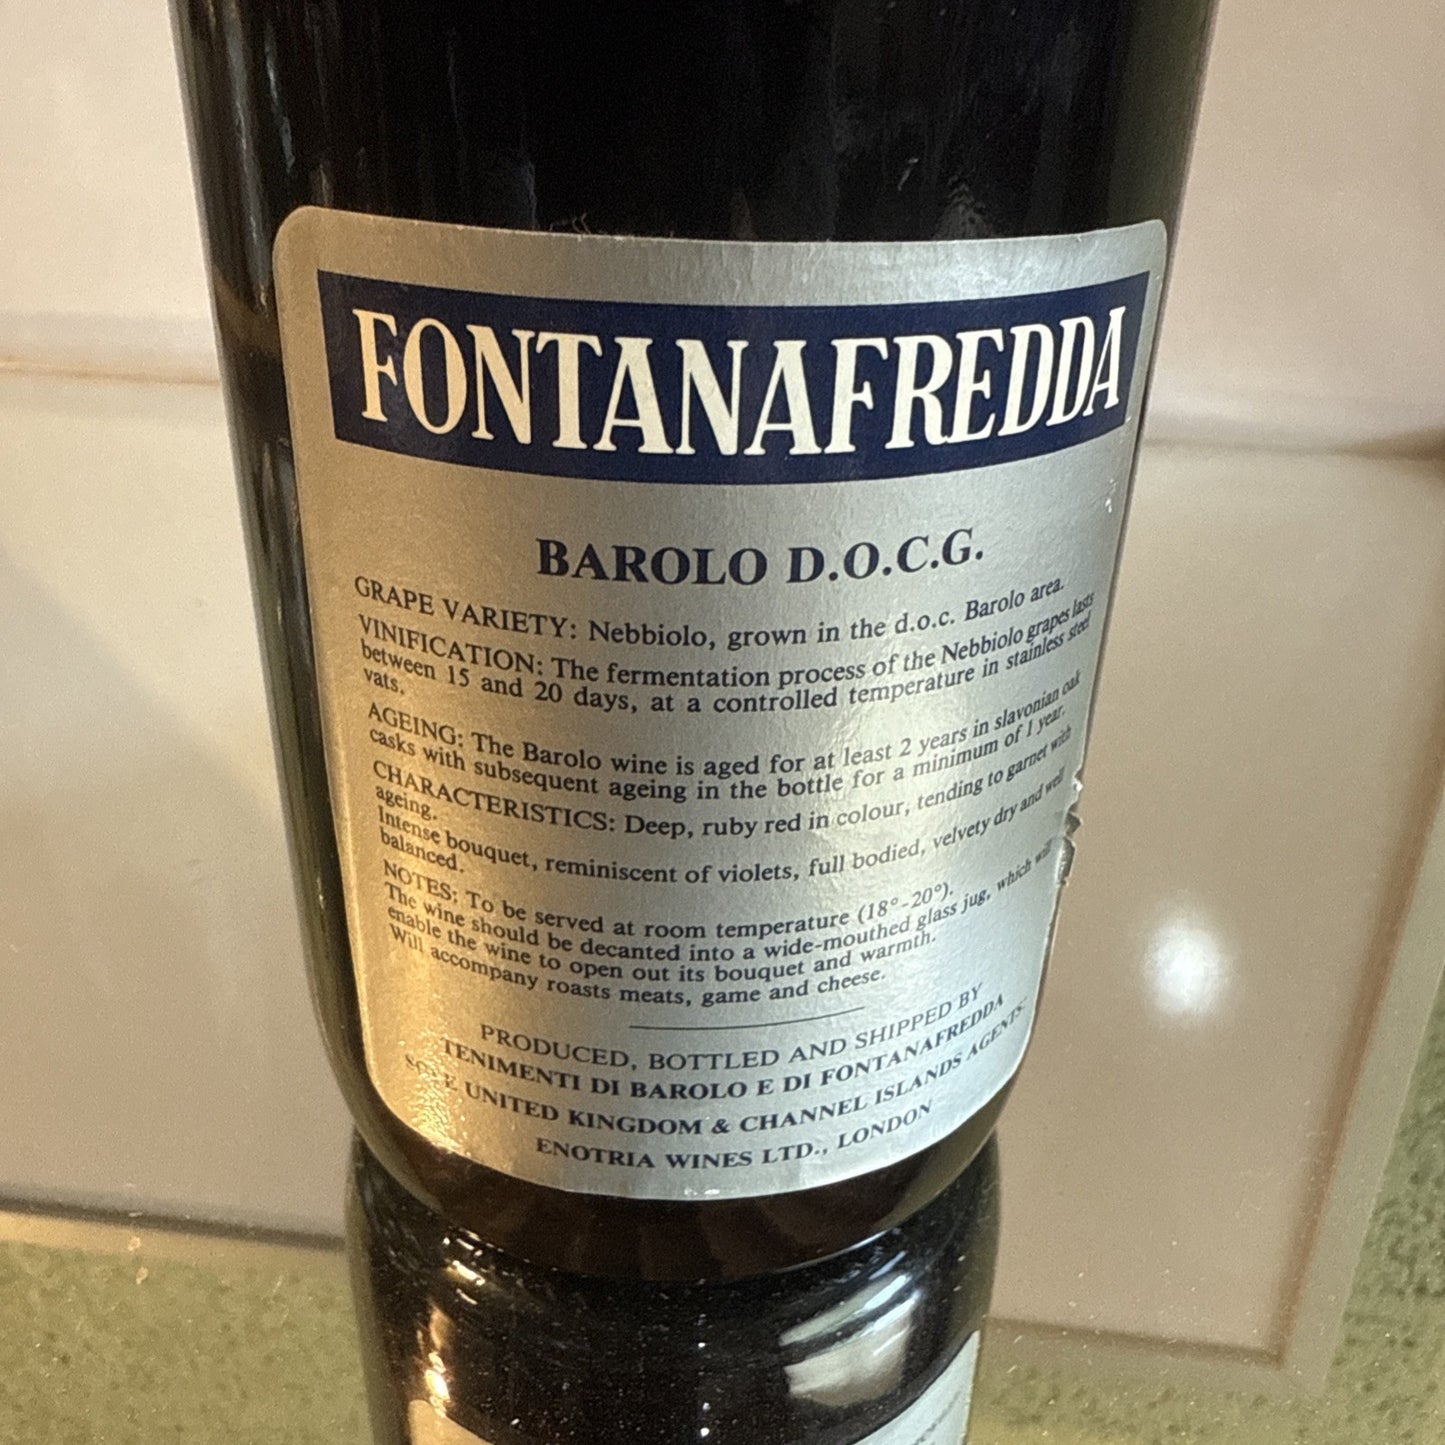 FONTANAFREDDA
BAROLO D.O.C.G.
GRAPE VARIETY: Nebbiolo, grown in the d.o.c. Barolo area.
VINIFICATION: The fermentation process of the Nebbiolo grapes lasts
between 15 and 20 days, at a controlled temperature in stainless steel
vats.
AGEING: The Barolo wine is aged for at least 2 years in slavonian oak
casks with subsequent ageing in the bottle for a minimum of 1 year.
CHARACTERISTICS: Deep, ruby red in colour, tending to garnet with
ageing.
Intense bouquet, reminiscent of violets, full bodied, velvety dry and well
balanced.
NOTES: To be served at room temperature (18°-20°).
The wine should be decanted into a wide-mouthed glass jug, which will
enable the wine to open out its bouquet and warmth.
Will accompany roasts meats, game and cheese.
PRODUCED, BOTTLED AND SHIPPED BY
TENIMENTI DI BAROLO E DI FONTANAFREDDA
SOLE UNITED KINGDOM & CHANNEL ISLANDS AGENTS:
ENOTRIA WINES LTD., LONDON